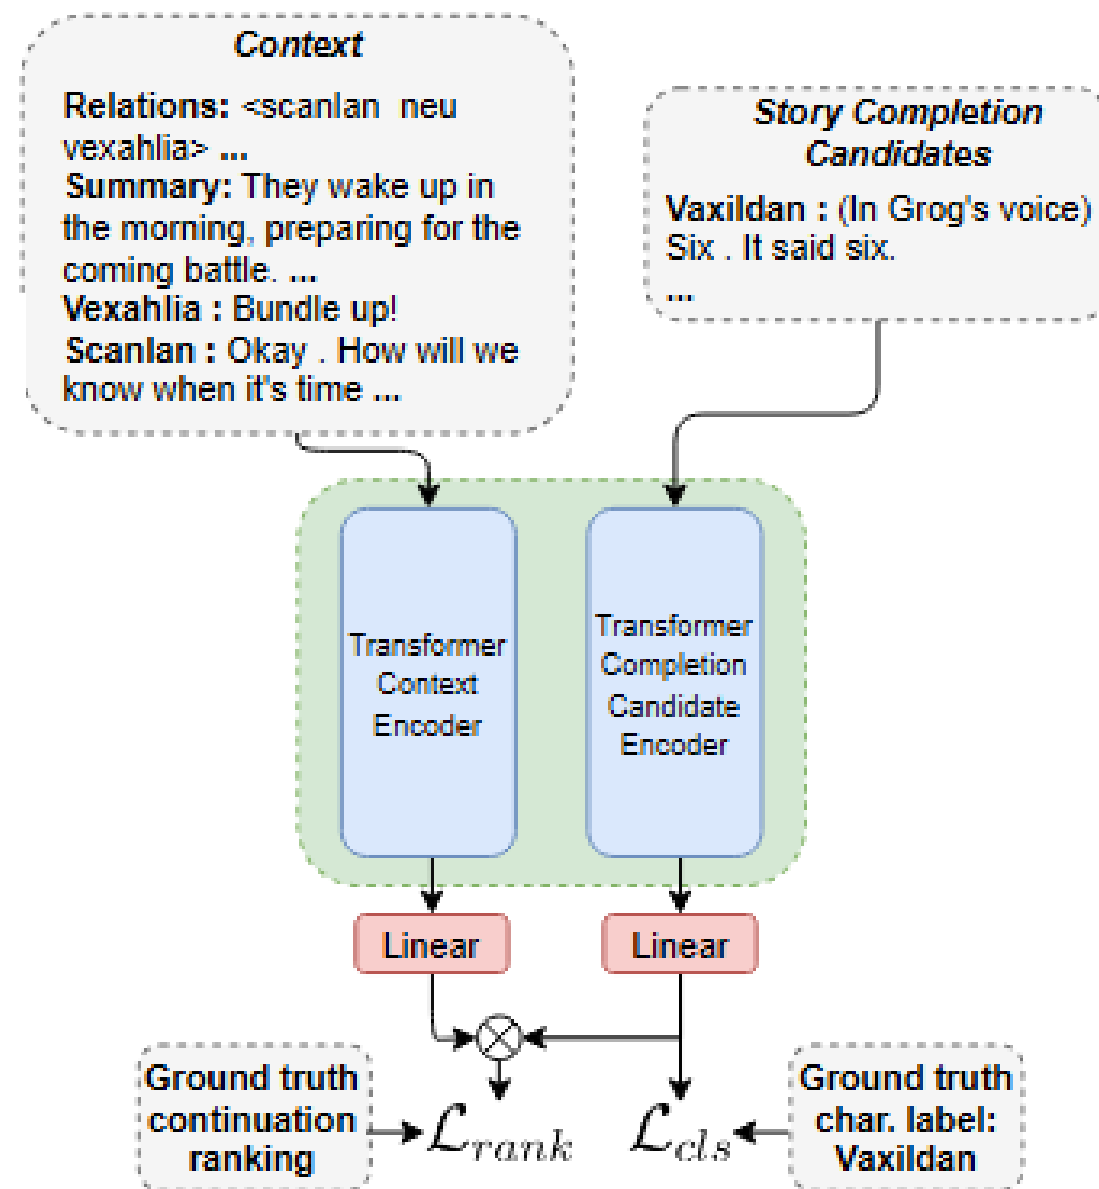 Context
Relations: <scanlan neu
vexahlia> ...
Summary: They wake up in
the morning, preparing for the
coming battle. ...
Vexahlia : Bundle up!
Scanlan : Okay . How will we
know when it's time ...
Story Completion
Candidates
Vaxildan : (In Grog's voice)
Six . It said six.
...
Transformer
Context
Encoder
Transformer
Completion
Candidate
Encoder
Linear
Linear
Ground truth
continuation
ranking
ℒrank
ℒcls
Ground truth
char. label:
Vaxildan